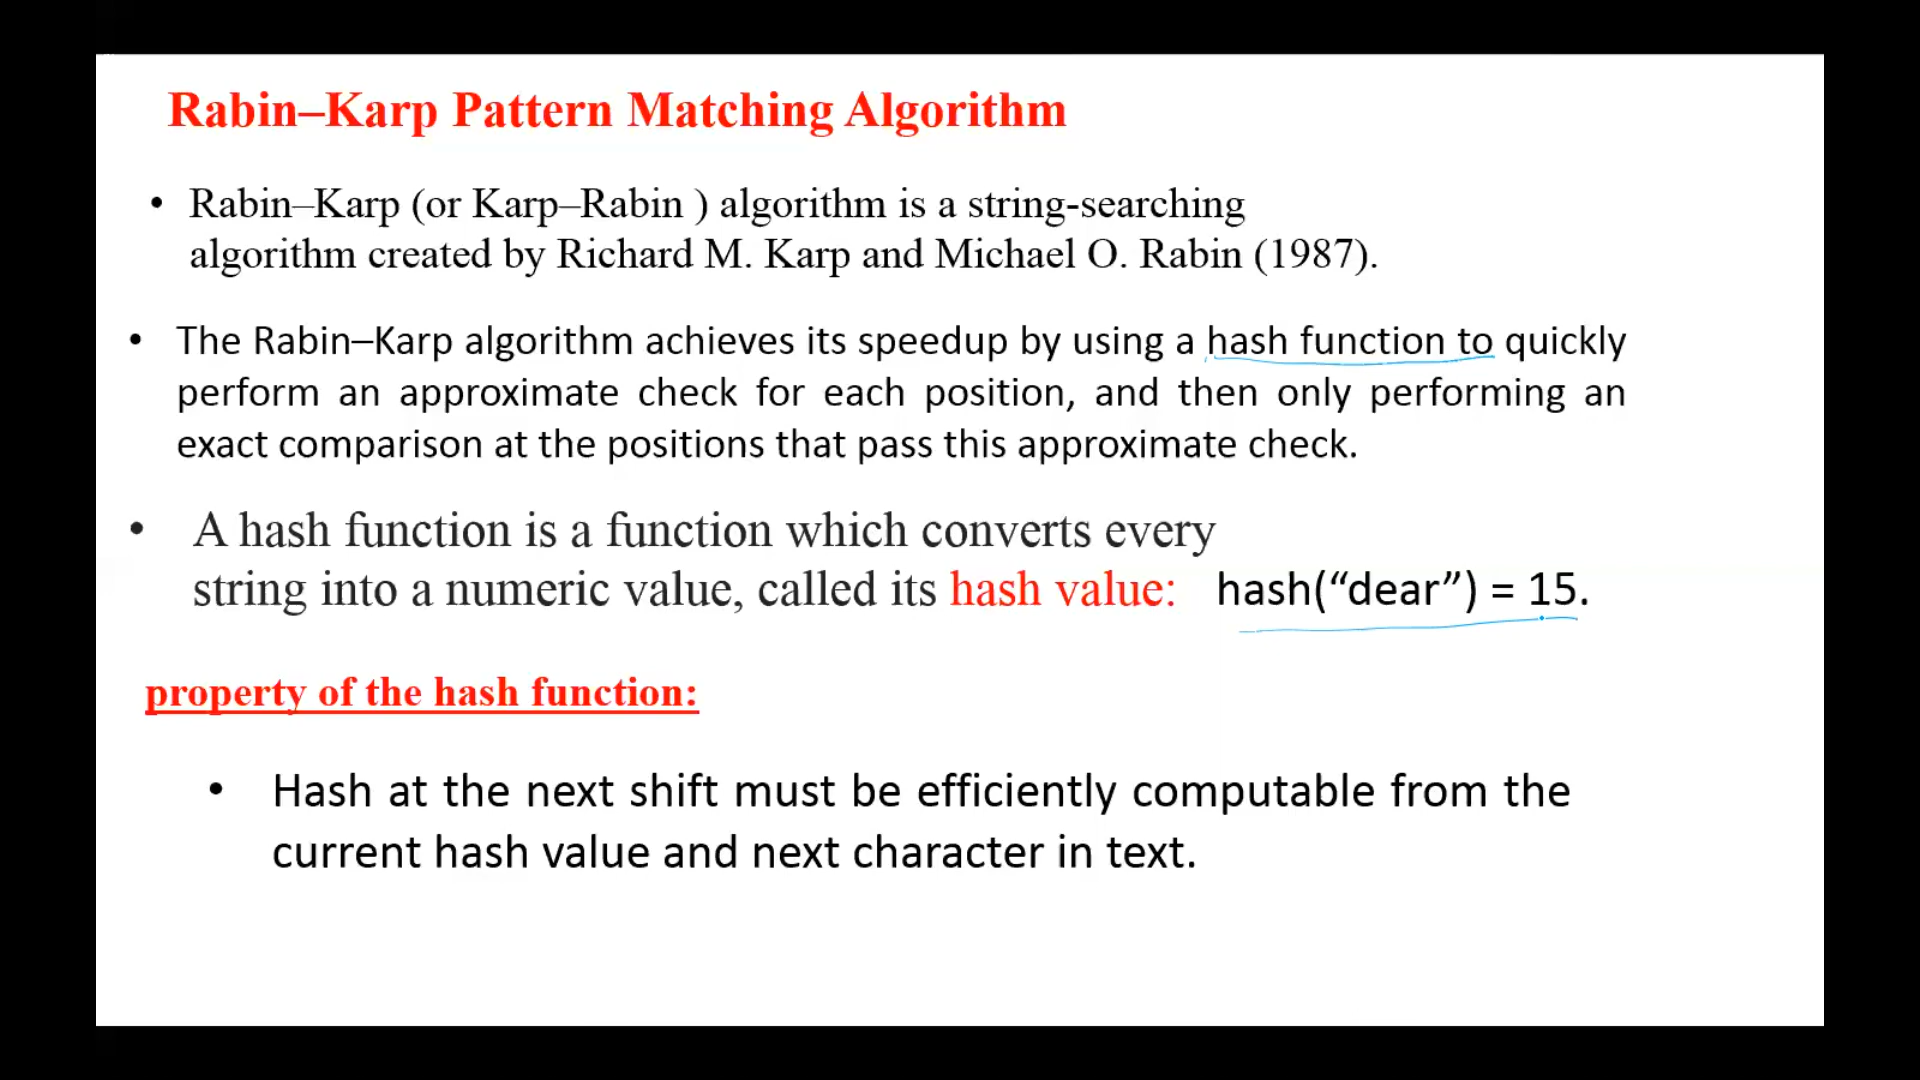 Rabin–Karp Pattern Matching Algorithm
• Rabin–Karp (or Karp–Rabin ) algorithm is a string-searching
algorithm created by Richard M. Karp and Michael O. Rabin (1987).
• The Rabin–Karp algorithm achieves its speedup by using a hash function to quickly
perform an approximate check for each position, and then only performing an
exact comparison at the positions that pass this approximate check.
• A hash function is a function which converts every
string into a numeric value, called its hash value: hash(“dear”) = 15.
property of the hash function:
• Hash at the next shift must be efficiently computable from the
current hash value and next character in text.